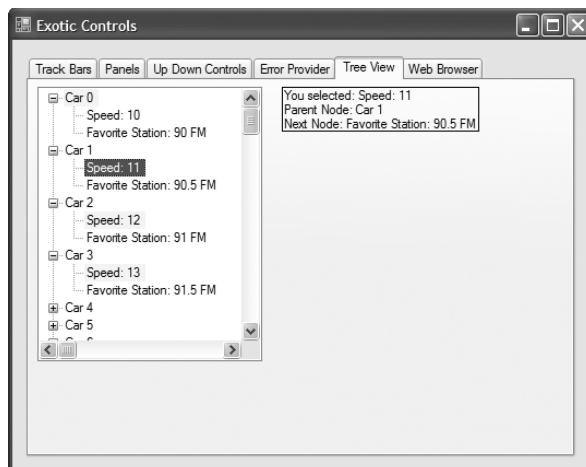 Exotic Controls
Track Bars Panels Up Down Controls Error Provider Tree View Web Browser
Car 0
Speed: 10
Favorite Station: 90 FM
Car 1
Speed: 11
Favorite Station: 90.5 FM
Car 2
Speed: 12
Favorite Station: 91 FM
Car 3
Speed: 13
Favorite Station: 91.5 FM
Car 4
Car 5
You selected: Speed: 11
Parent Node: Car 1
Next Node: Favorite Station: 90.5 FM